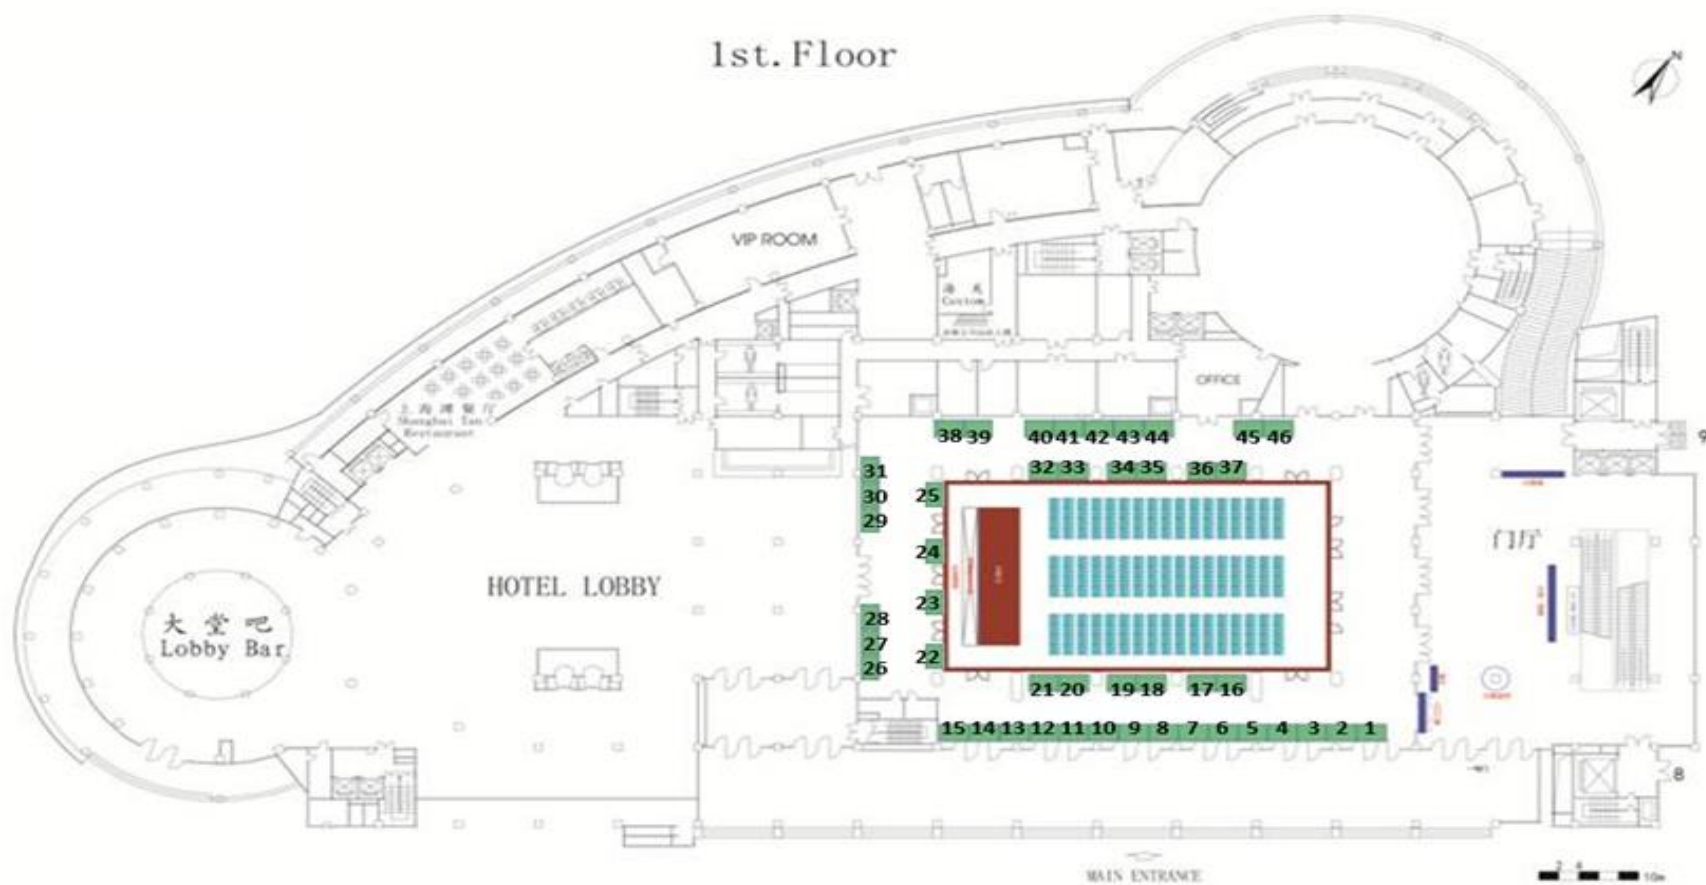 1st. Floor
N
VIP ROOM
海 关
Custom
OFFICE
上 海 滩 餐 厅
Shanghai Tan
Restaurant
38 39 40 41 42 43 44 45 46
9
32 33 34 35 36 37
31
30
29
25
24
23
22
28
27
26
HOTEL LOBBY
门厅
大 堂 吧
Lobby Bar
21 20 19 18 17 16
15 14 13 12 11 10 9 8 7 6 5 4 3 2 1
8
MAIN ENTRANCE
2 4 10m